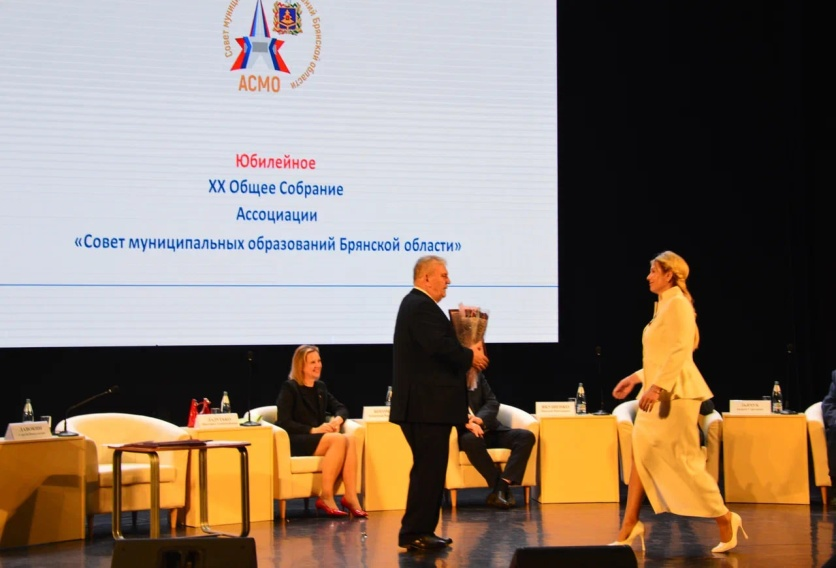 Совет муниципальных образований Брянской области
АСМО
Юбилейное
XX Общее Собрание
Ассоциации
«Совет муниципальных образований Брянской области»